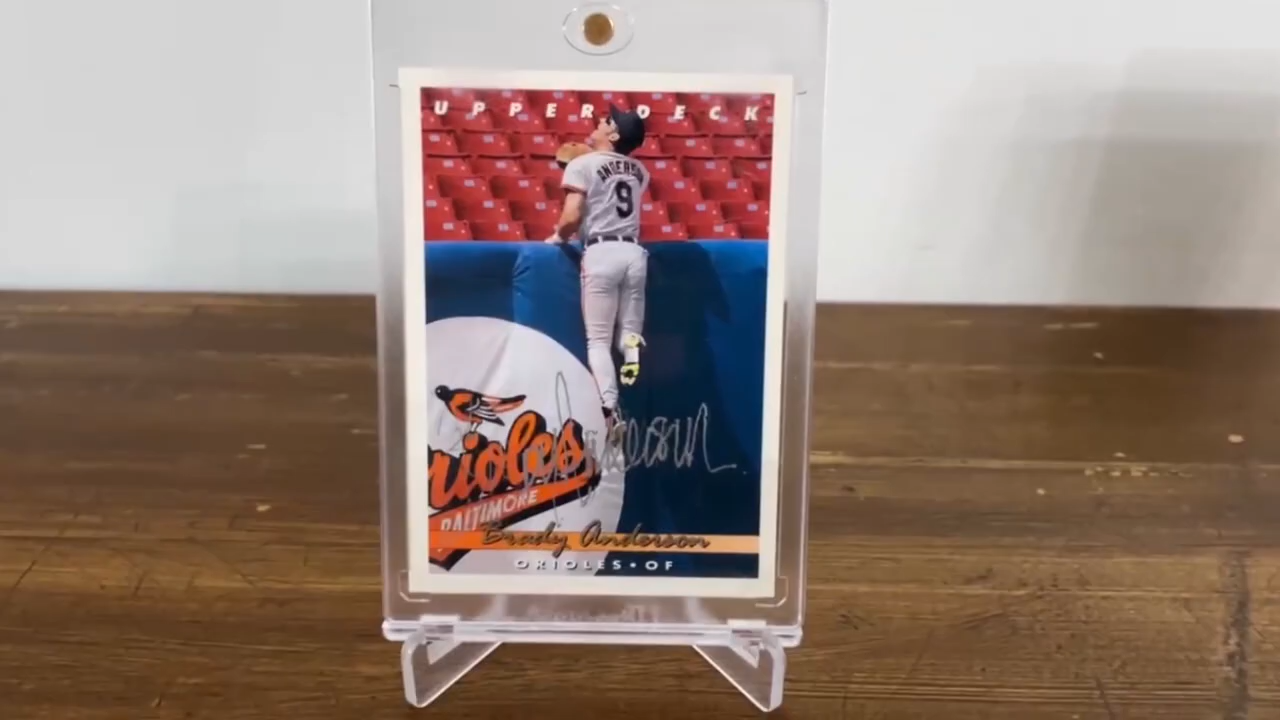 UPPER DECK
ANDERSON
9
Orioles
BALTIMORE
Brady Anderson
ORIOLES • OF